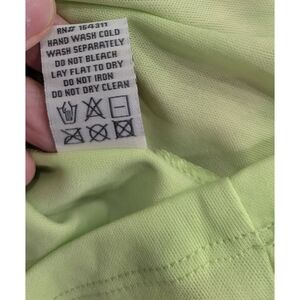 RN# 164311
HAND WASH COLD
WASH SEPARATELY
DO NOT BLEACH
LAY FLAT TO DRY
DO NOT IRON
DO NOT DRY CLEAN